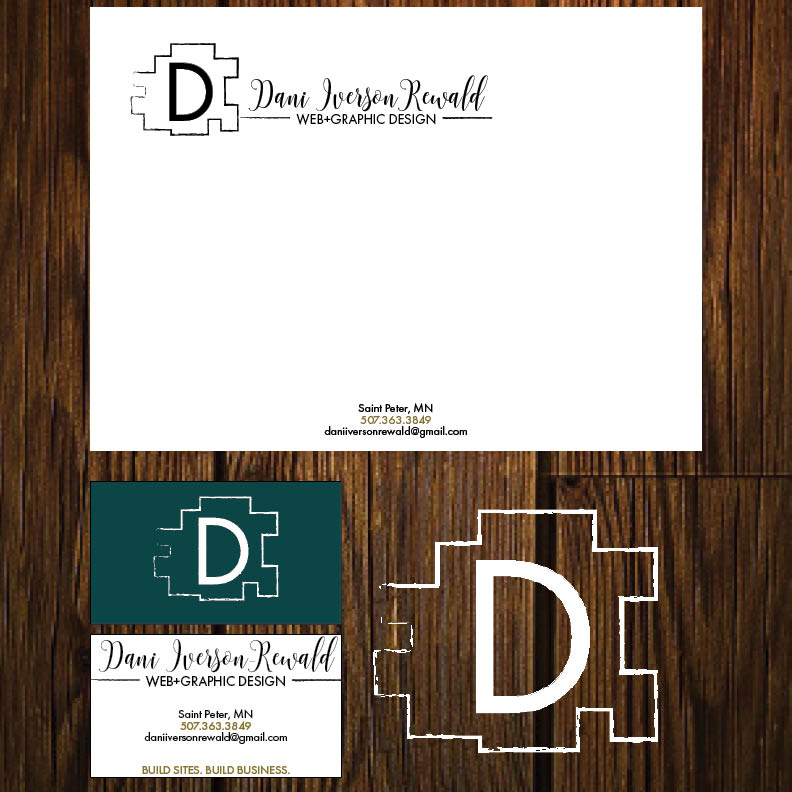 D
Dani Iverson Rewald
WEB+GRAPHIC DESIGN
Saint Peter, MN
507.363.3849
daniiversonrewald@gmail.com
D
Dani Iverson Rewald
WEB+GRAPHIC DESIGN
Saint Peter, MN
507.363.3849
daniiversonrewald@gmail.com
BUILD SITES. BUILD BUSINESS.
D